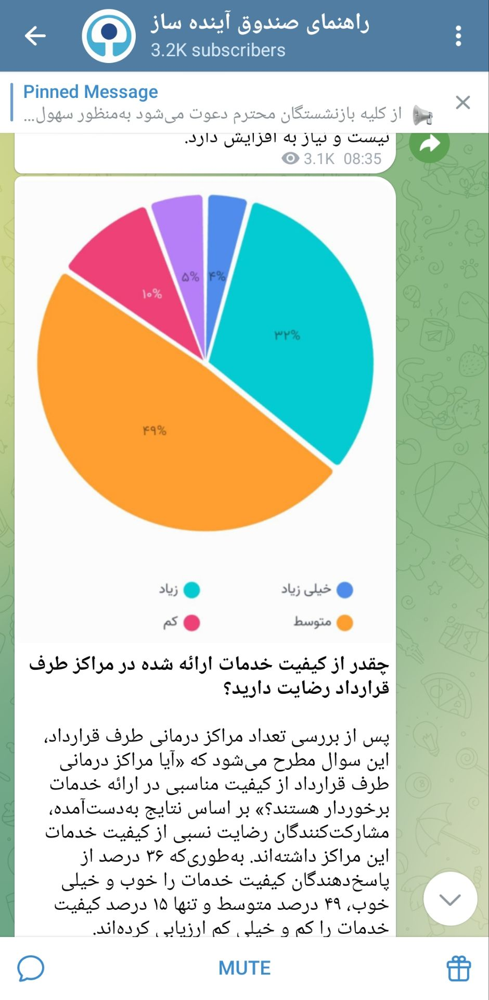 راهنمای صندوق آینده ساز
3.2K subscribers
Pinned Message
از کلیه بازنشستگان محترم دعوت می‌شود به‌منظور سهول...
نیست و نیاز به افزایش دارد.
3.1K 08:35
۵%
۴%
۱۰%
۳۲%
۴۹%
خیلی زیاد
زیاد
متوسط
کم
چقدر از کیفیت خدمات ارائه شده در مراکز طرف
قرارداد رضایت دارید؟
پس از بررسی تعداد مراکز درمانی طرف قرارداد،
این سوال مطرح می‌شود که «آیا مراکز درمانی
طرف قرارداد از کیفیت مناسبی در ارائه خدمات
برخوردار هستند؟» بر اساس نتایج به‌دست‌آمده،
مشارکت‌کنندگان رضایت نسبی از کیفیت خدمات
این مراکز داشته‌اند. به‌طوری‌که ۳۶ درصد از
پاسخ‌دهندگان کیفیت خدمات را خوب و خیلی
خوب، ۴۹ درصد متوسط و تنها ۱۵ درصد کیفیت
خدمات را کم و خیلی کم ارزیابی کرده‌اند.
MUTE